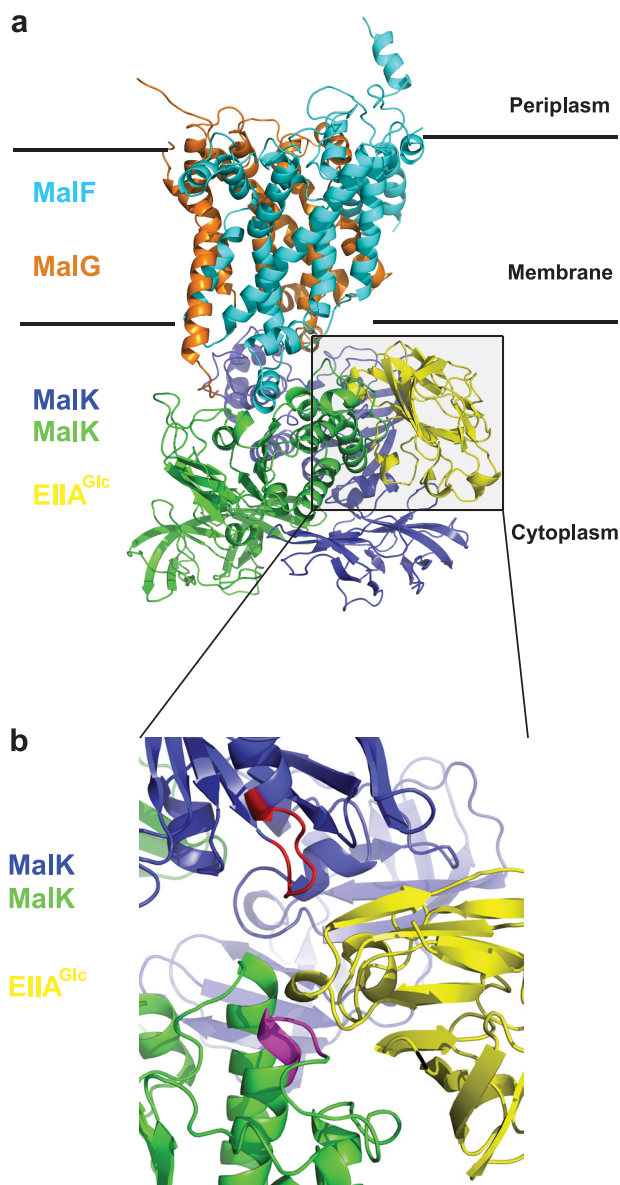 a
Periplasm
MalF
MalG
Membrane
MalK
MalK
EIIA^Glc
Cytoplasm
b
MalK
MalK
EIIA^Glc